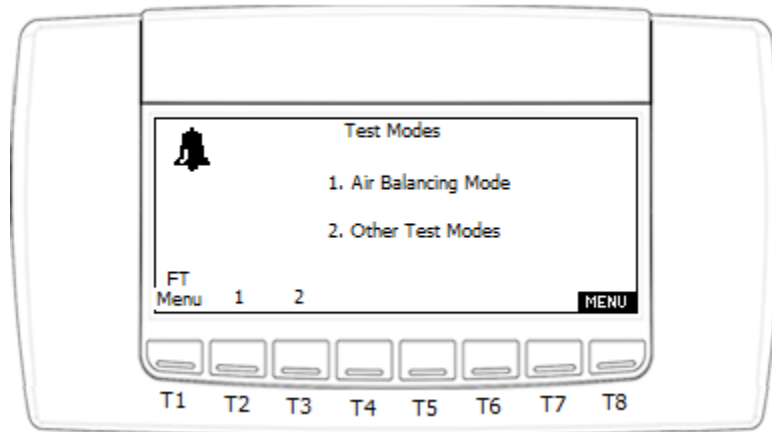 Test Modes
1. Air Balancing Mode
2. Other Test Modes
FT
Menu 1 2 MENU
T1 T2 T3 T4 T5 T6 T7 T8